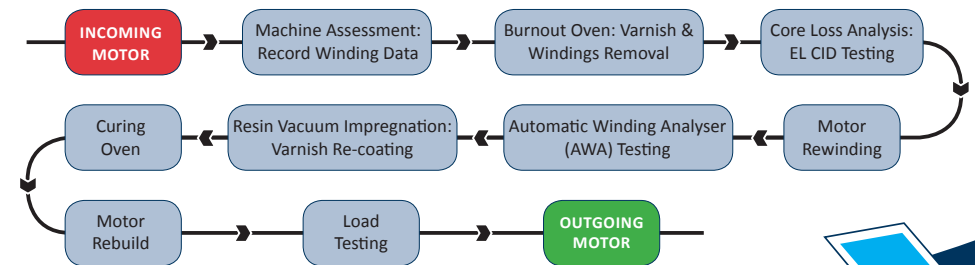 INCOMING
MOTOR
Machine Assessment:
Record Winding Data
Burnout Oven: Varnish &
Windings Removal
Core Loss Analysis:
EL CID Testing
Motor
Rewinding
Automatic Winding Analyser
(AWA) Testing
Resin Vacuum Impregnation:
Varnish Re-coating
Curing
Oven
Motor
Rebuild
Load
Testing
OUTGOING
MOTOR